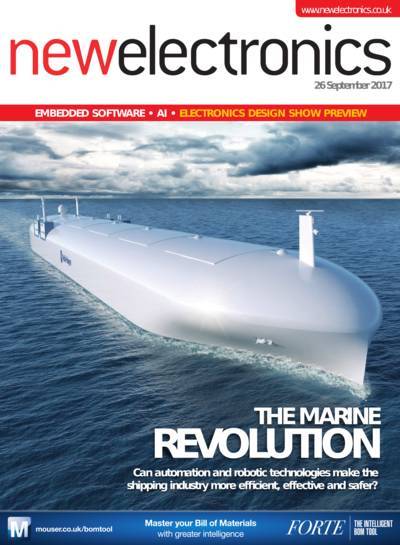 www.newelectronics.co.uk
newelectronics
26 September 2017
EMBEDDED SOFTWARE • AI • ELECTRONICS DESIGN SHOW PREVIEW
THE MARINE
REVOLUTION
Can automation and robotic technologies make the
shipping industry more efficient, effective and safer?
M mouser.co.uk/bomtool
Master your Bill of Materials
with greater intelligence
FORTE THE INTELLIGENT
BOM TOOL